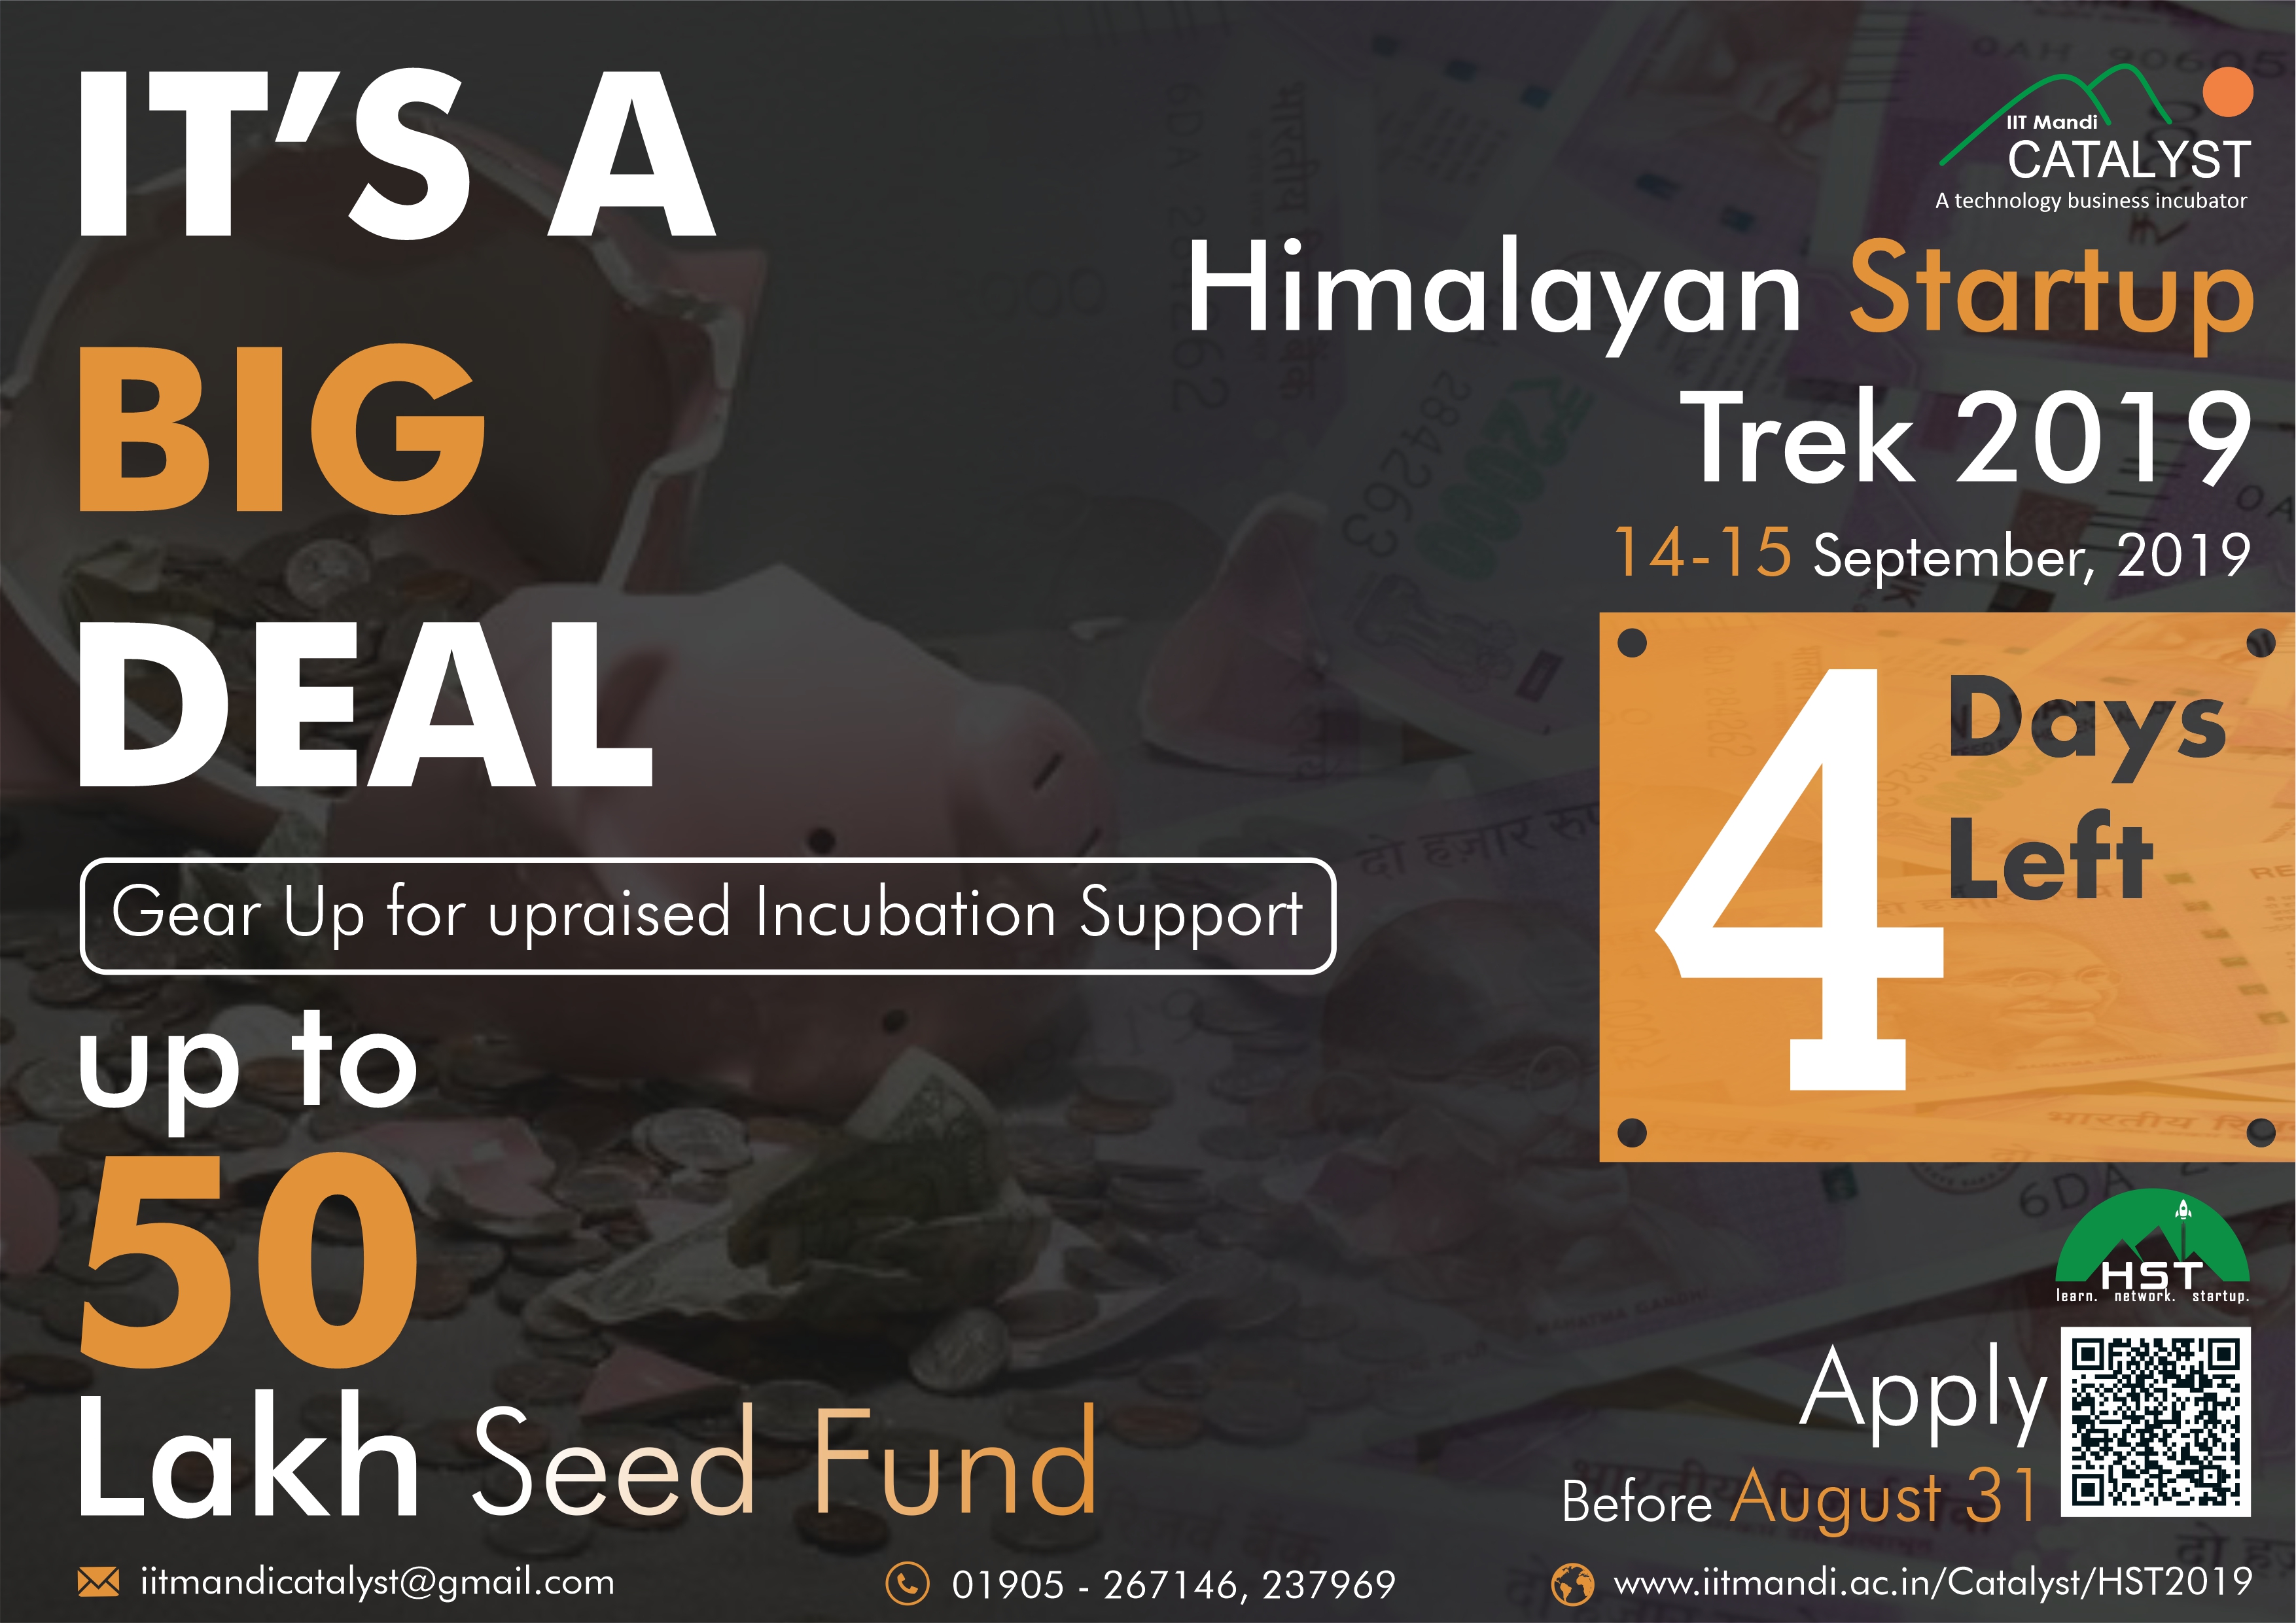 IT'S A
BIG
DEAL
Gear Up for upraised Incubation Support
up to
50
Lakh Seed Fund
IIT Mandi
CATALYST
A technology business incubator
Himalayan Startup
Trek 2019
14-15 September, 2019
4 Days
Left
HST
learn. network. startup.
Apply
Before August 31
iitmandicatalyst@gmail.com
01905 - 267146, 237969
www.iitmandi.ac.in/Catalyst/HST2019